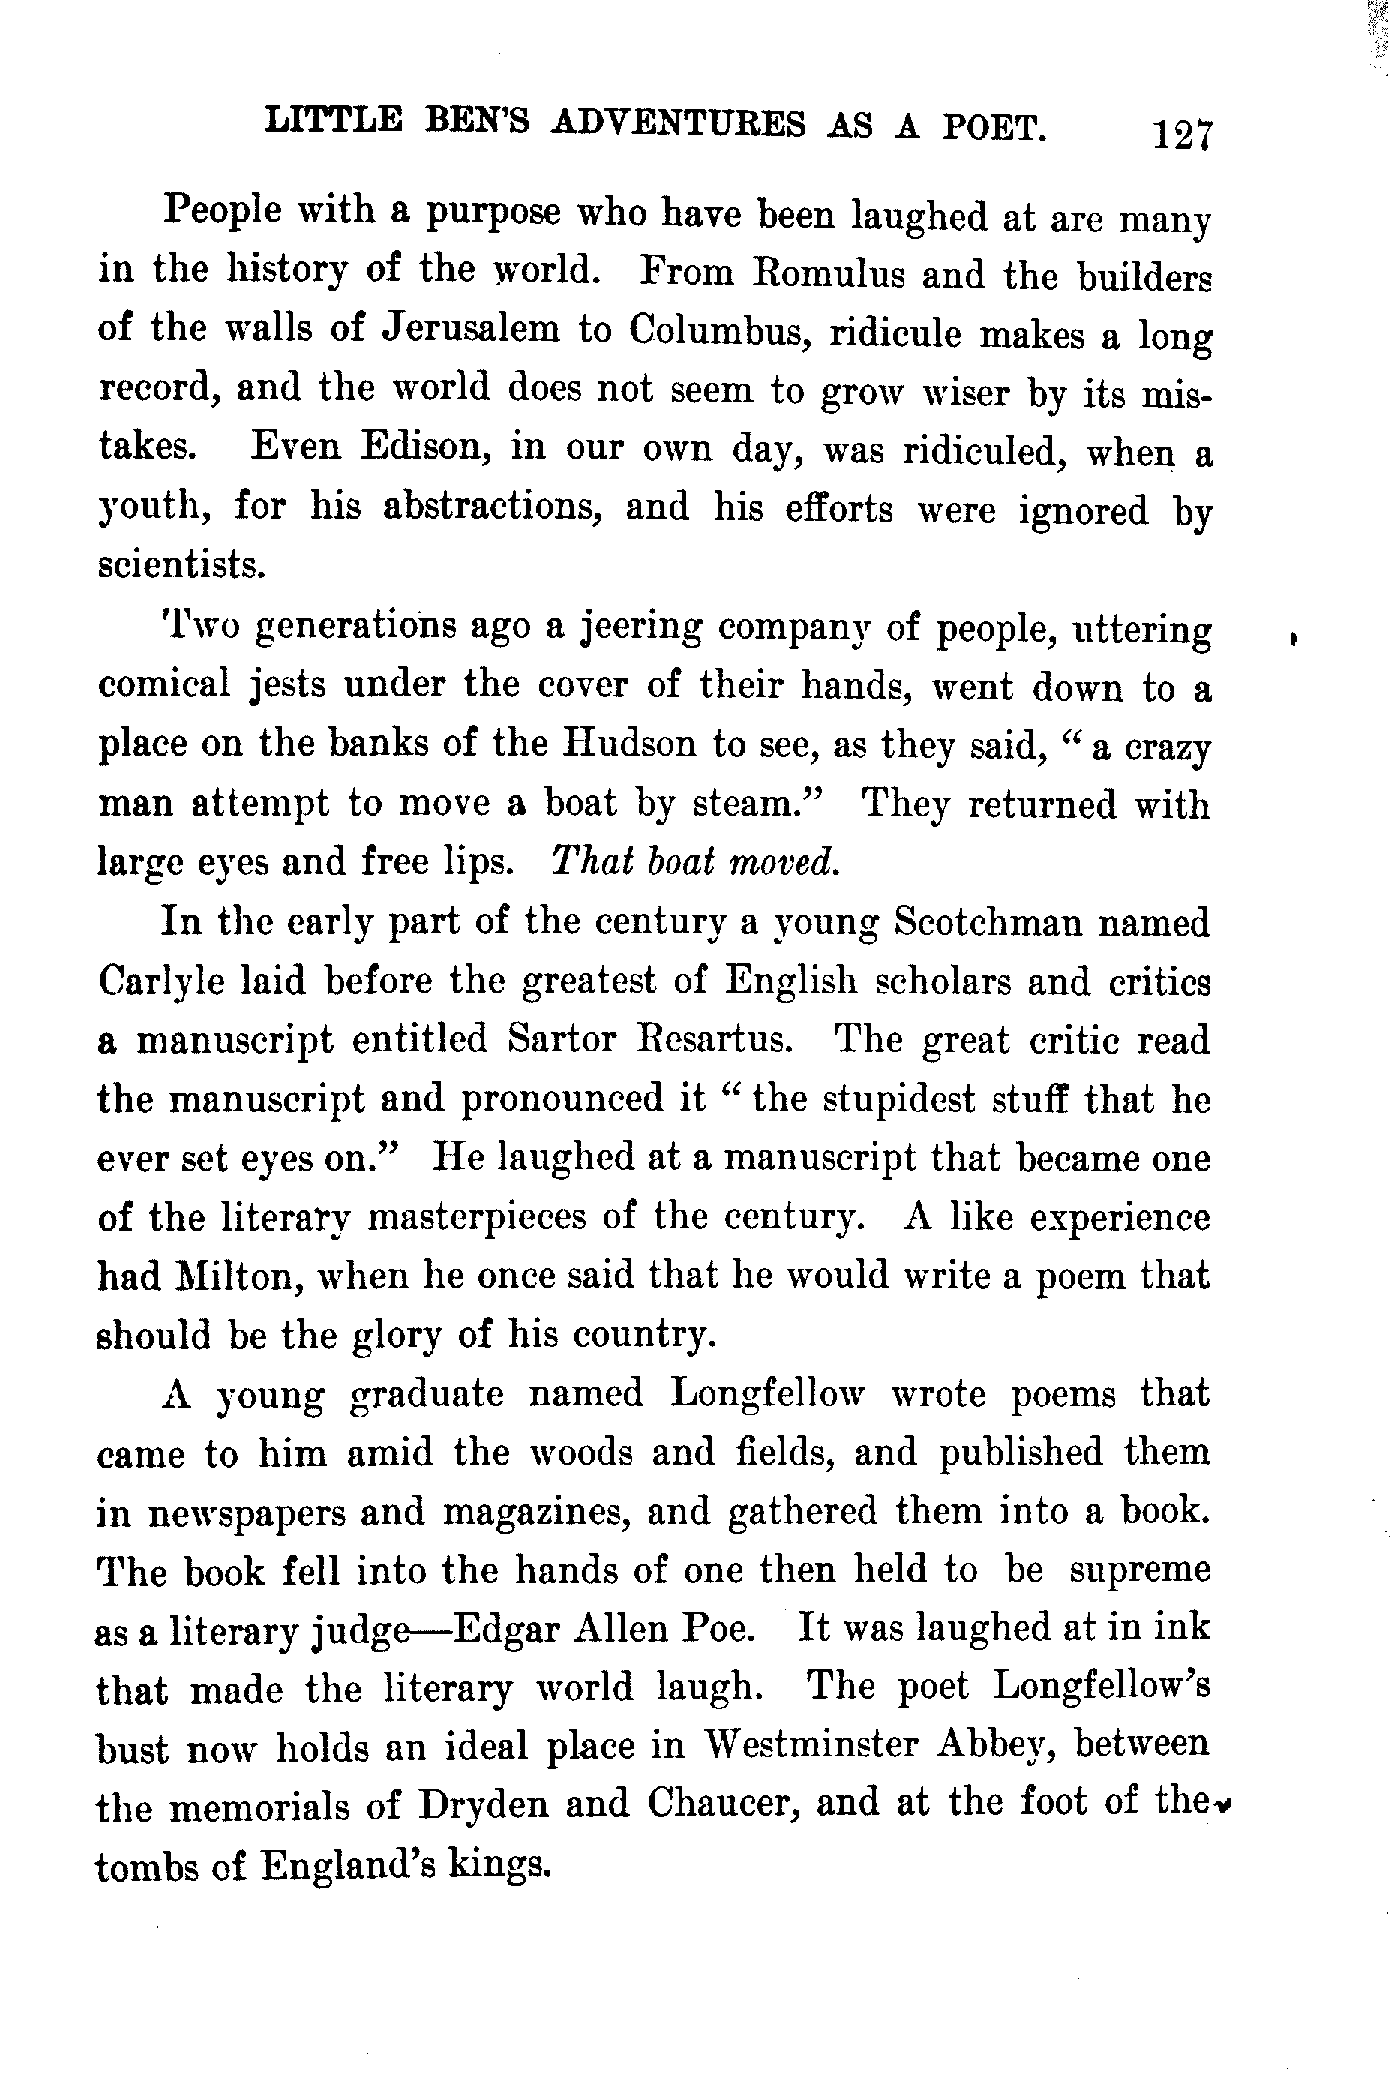 LITTLE BEN'S ADVENTURES AS A POET. 127
People with a purpose who have been laughed at are many
in the history of the world. From Romulus and the builders
of the walls of Jerusalem to Columbus, ridicule makes a long
record, and the world does not seem to grow wiser by its mis-
takes. Even Edison, in our own day, was ridiculed, when a
youth, for his abstractions, and his efforts were ignored by
scientists.
Two generations ago a jeering company of people, uttering
comical jests under the cover of their hands, went down to a
place on the banks of the Hudson to see, as they said, “ a crazy
man attempt to move a boat by steam.” They returned with
large eyes and free lips. That boat moved.
In the early part of the century a young Scotchman named
Carlyle laid before the greatest of English scholars and critics
a manuscript entitled Sartor Resartus. The great critic read
the manuscript and pronounced it “ the stupidest stuff that he
ever set eyes on.” He laughed at a manuscript that became one
of the literary masterpieces of the century. A like experience
had Milton, when he once said that he would write a poem that
should be the glory of his country.
A young graduate named Longfellow wrote poems that
came to him amid the woods and fields, and published them
in newspapers and magazines, and gathered them into a book.
The book fell into the hands of one then held to be supreme
as a literary judge—Edgar Allen Poe. It was laughed at in ink
that made the literary world laugh. The poet Longfellow's
bust now holds an ideal place in Westminster Abbey, between
the memorials of Dryden and Chaucer, and at the foot of the
tombs of England's kings.